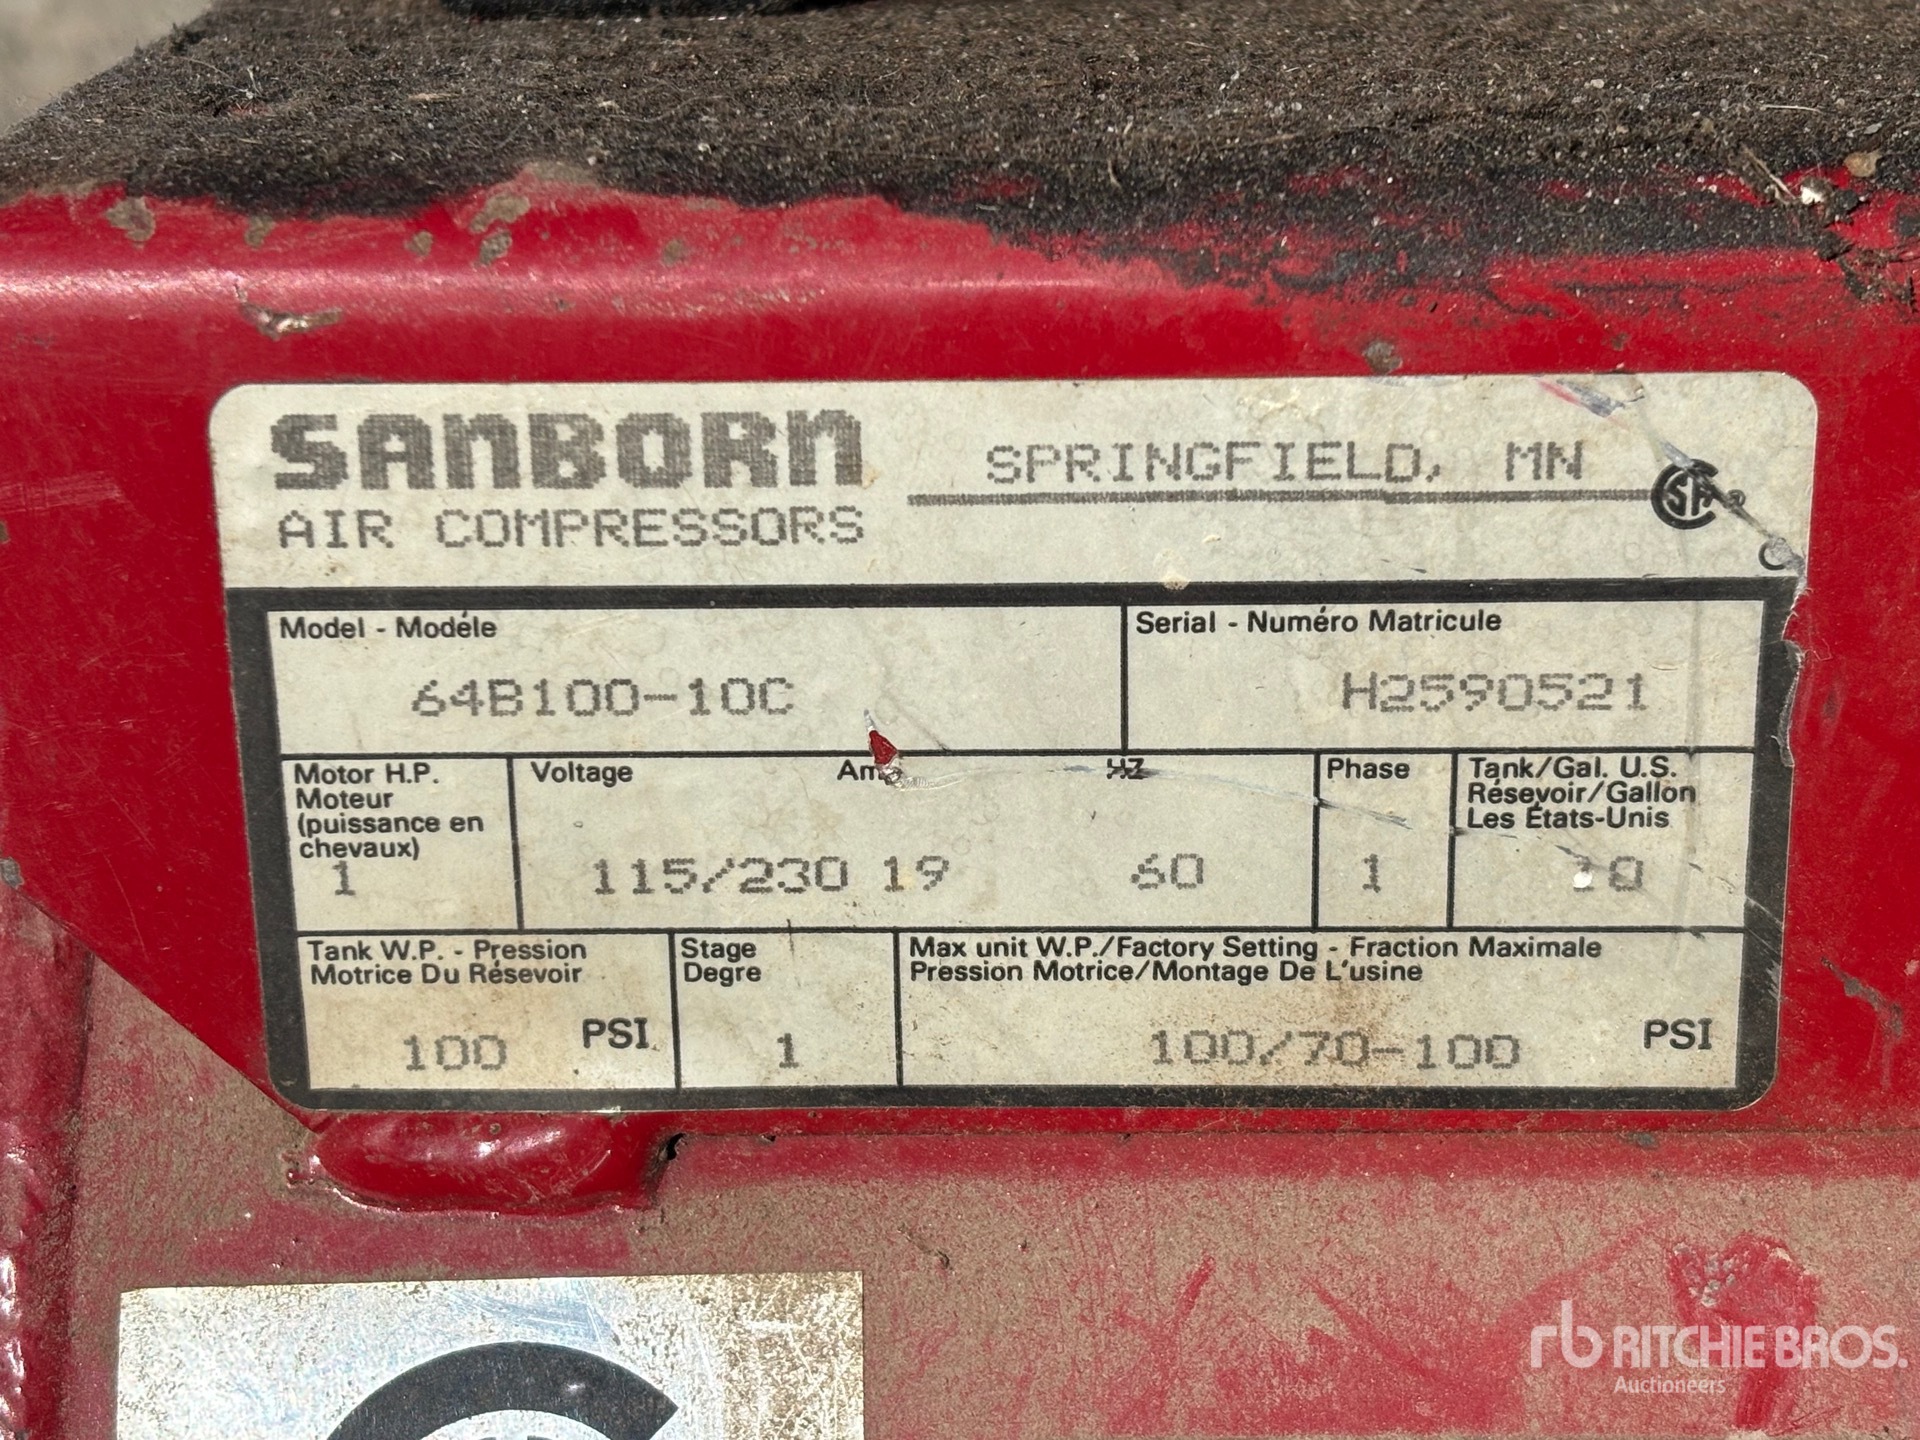 SANBORN
AIR COMPRESSORS
SPRINGFIELD, MN
Model - Modéle
64B100-10C
Serial - Numéro Matricule
H2590521
Motor H.P.
Moteur
(puissance en
chevaux)
1
Voltage
115/230 19
HZ
60
Phase
1
Tank/Gal. U.S.
Résevoir/Gallon
Les États-Unis
Tank W.P. - Pression
Motrice Du Résevoir
100 PSI
Stage
Degre
1
Max unit W.P./Factory Setting - Fraction Maximale
Pression Motrice/Montage De L'usine
100/70-100 PSI
rb RITCHIE BROS.
Auctioneers